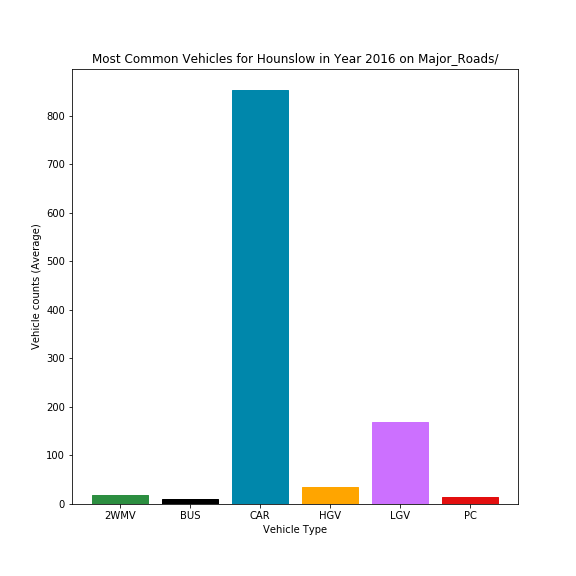 Most Common Vehicles for Hounslow in Year 2016 on Major_Roads/
Vehicle counts (Average)
800
700
600
500
400
300
200
100
0
2WMV BUS CAR HGV LGV PC
Vehicle Type